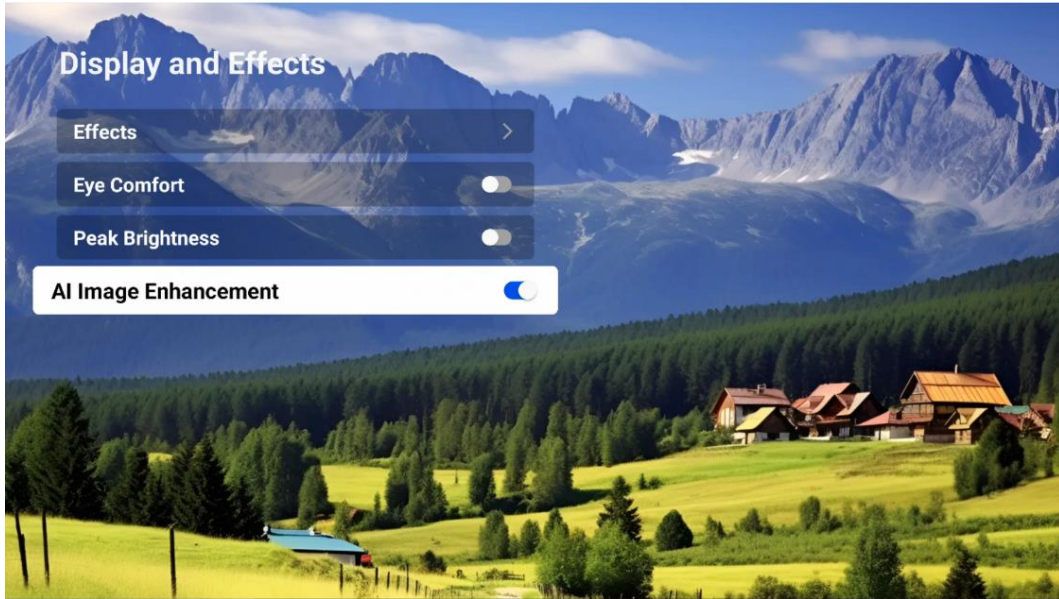 Display and Effects
Effects
Eye Comfort
Peak Brightness
AI Image Enhancement